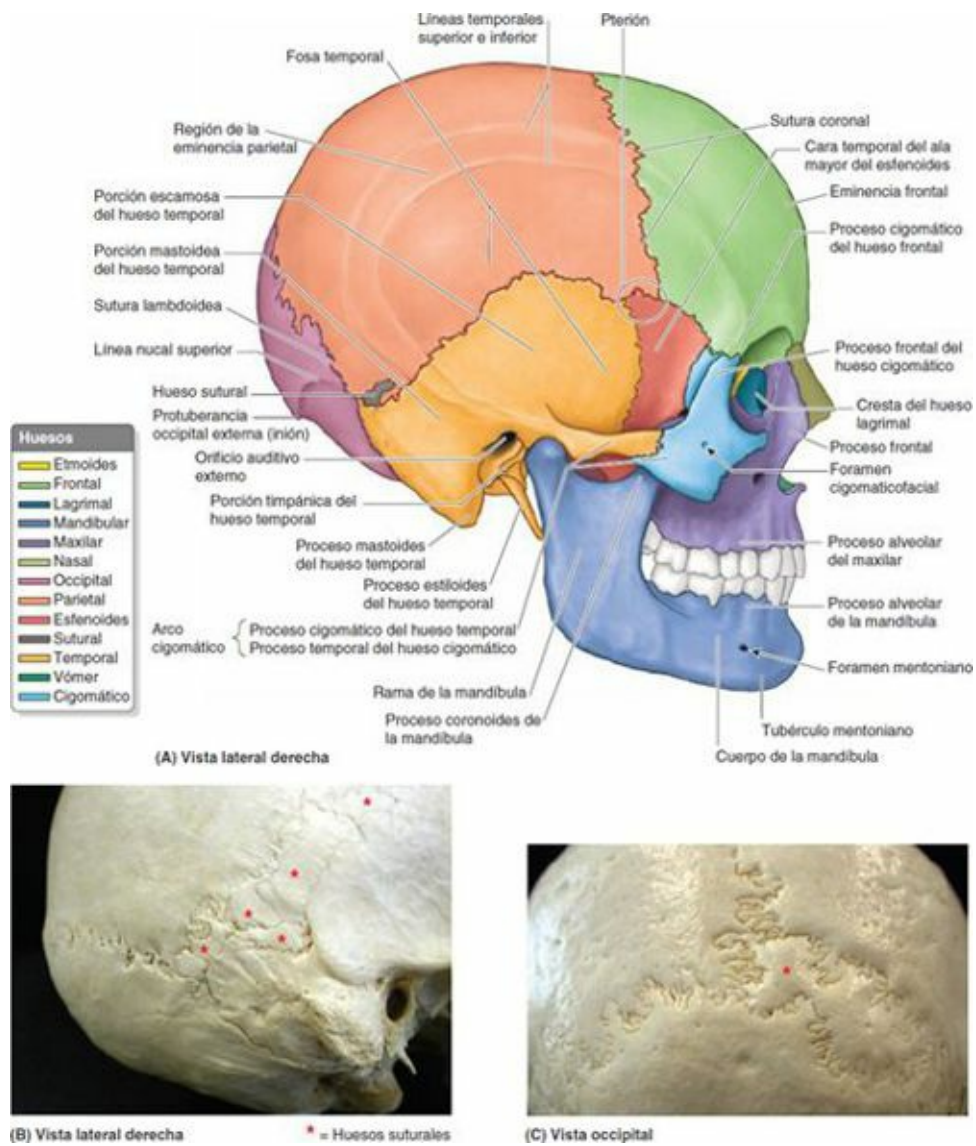 Líneas temporales
superior e inferior
Pterión
Fosa temporal
Región de la
eminencia parietal
Porción escamosa
del hueso temporal
Porción mastoidea
del hueso temporal
Sutura lambdoidea
Línea nucal superior
Hueso sutural
Protuberancia
occipital externa (inión)
Orificio auditivo
externo
Porción timpánica del
hueso temporal
Proceso mastoides
del hueso temporal
Proceso estiloides
del hueso temporal
Arco
cigomático
Proceso cigomático del hueso temporal
Proceso temporal del hueso cigomático
Rama de la mandíbula
Proceso coronoides de
la mandíbula
Sutura coronal
Cara temporal del ala
mayor del esfenoides
Eminencia frontal
Proceso cigomático
del hueso frontal
Proceso frontal del
hueso cigomático
Cresta del hueso
lagrimal
Proceso frontal
Foramen
cigomaticofacial
Proceso alveolar
del maxilar
Proceso alveolar
de la mandíbula
Foramen mentoniano
Tubérculo mentoniano
Cuerpo de la mandíbula
Huesos
Etmoides
Frontal
Lagrimal
Mandibular
Maxilar
Nasal
Occipital
Parietal
Esfenoides
Sutural
Temporal
Vómer
Cigomático
(A) Vista lateral derecha
(B) Vista lateral derecha
* = Huesos suturales
(C) Vista occipital